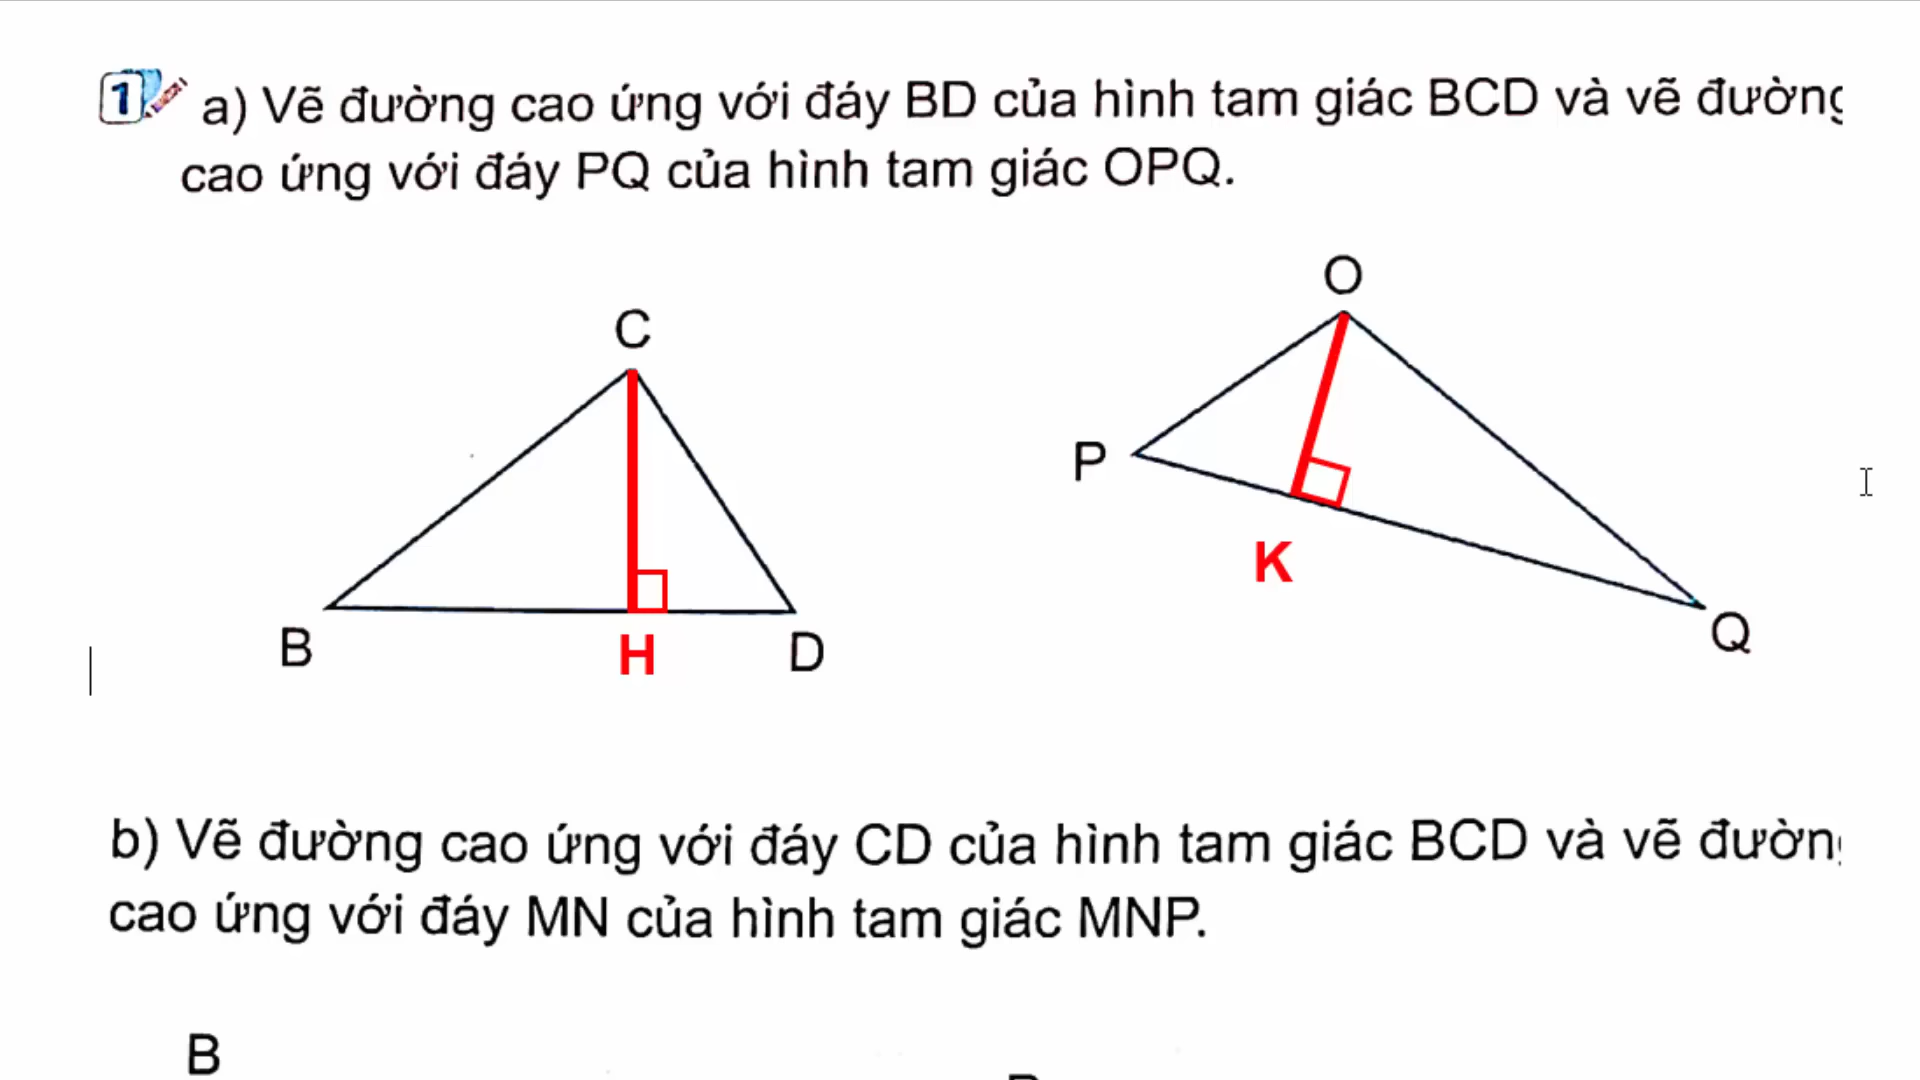 1 a) Vẽ đường cao ứng với đáy BD của hình tam giác BCD và vẽ đường
cao ứng với đáy PQ của hình tam giác OPQ.
O
C
P
K
Q
B H D
b) Vẽ đường cao ứng với đáy CD của hình tam giác BCD và vẽ đường
cao ứng với đáy MN của hình tam giác MNP.
B